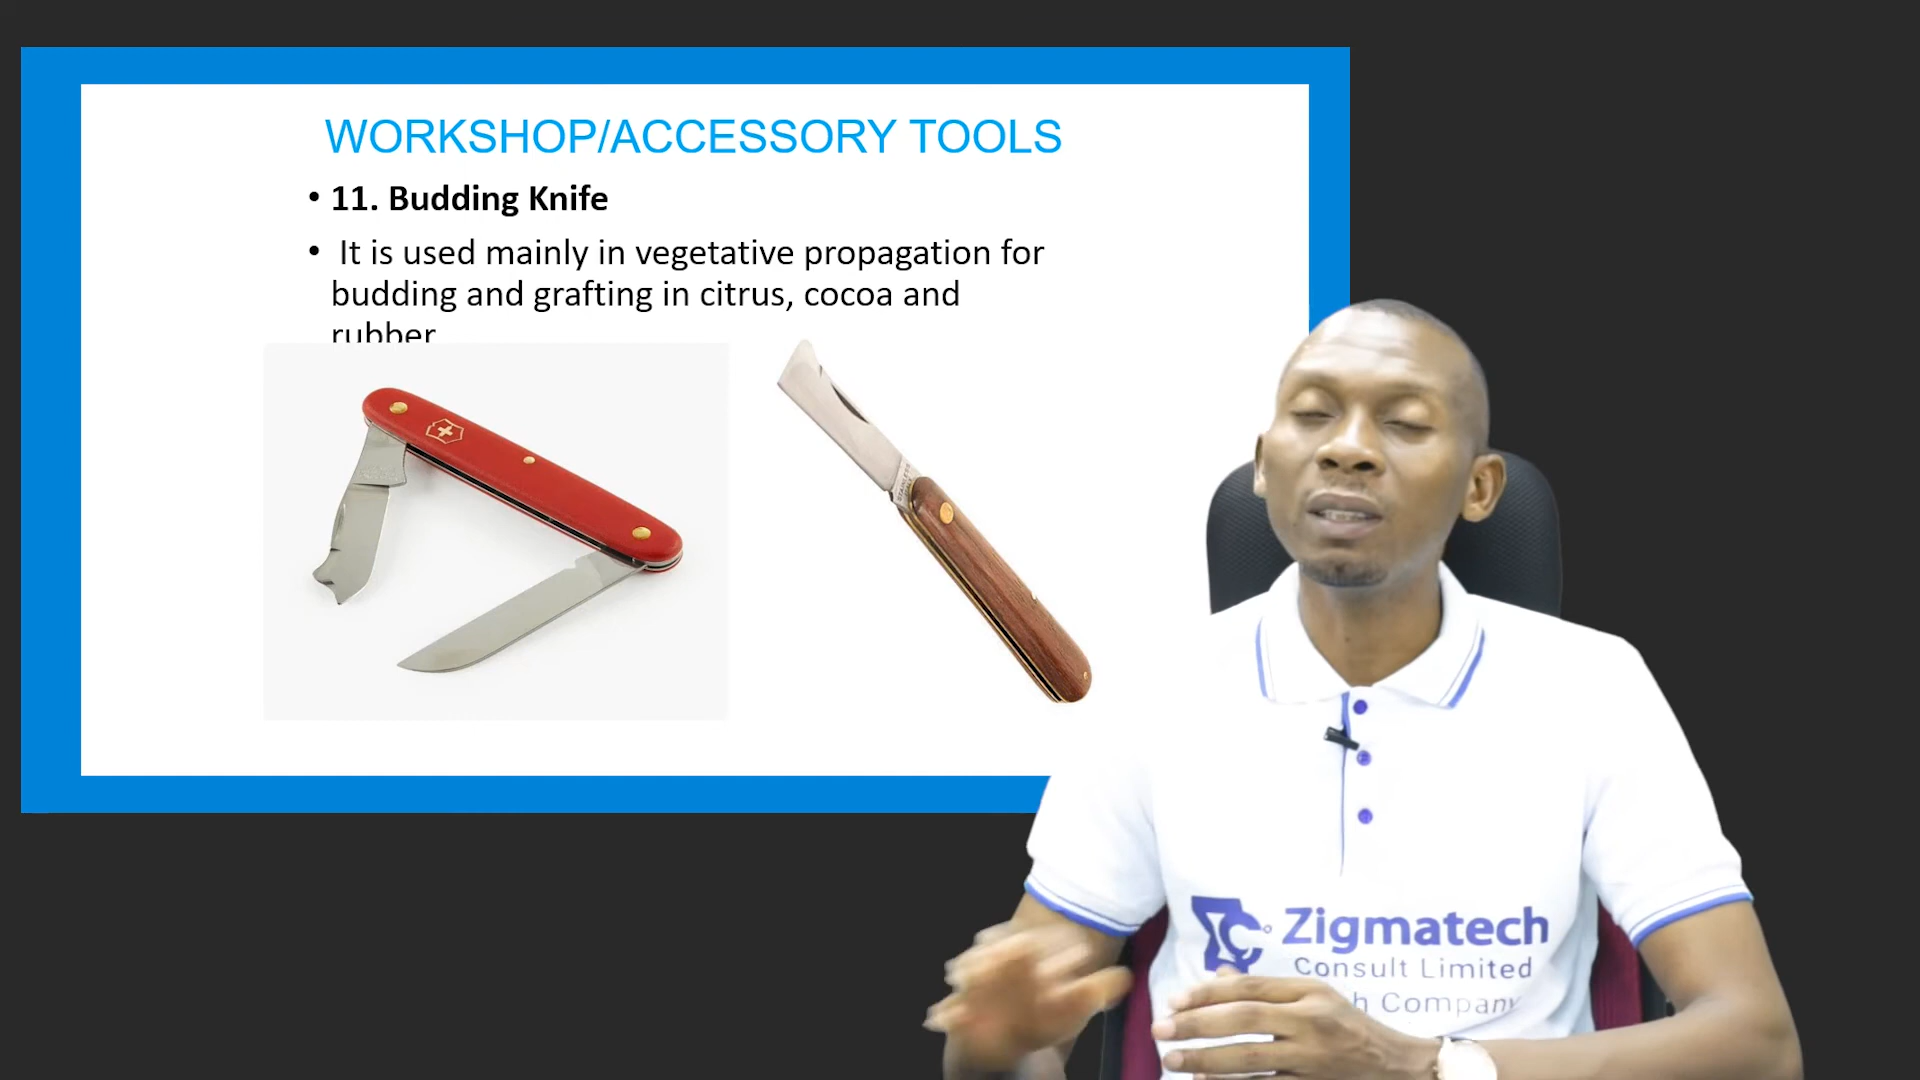 WORKSHOP/ACCESSORY TOOLS
• 11. Budding Knife
• It is used mainly in vegetative propagation for
budding and grafting in citrus, cocoa and
rubber
Zigmatech
Consult Limited
Company